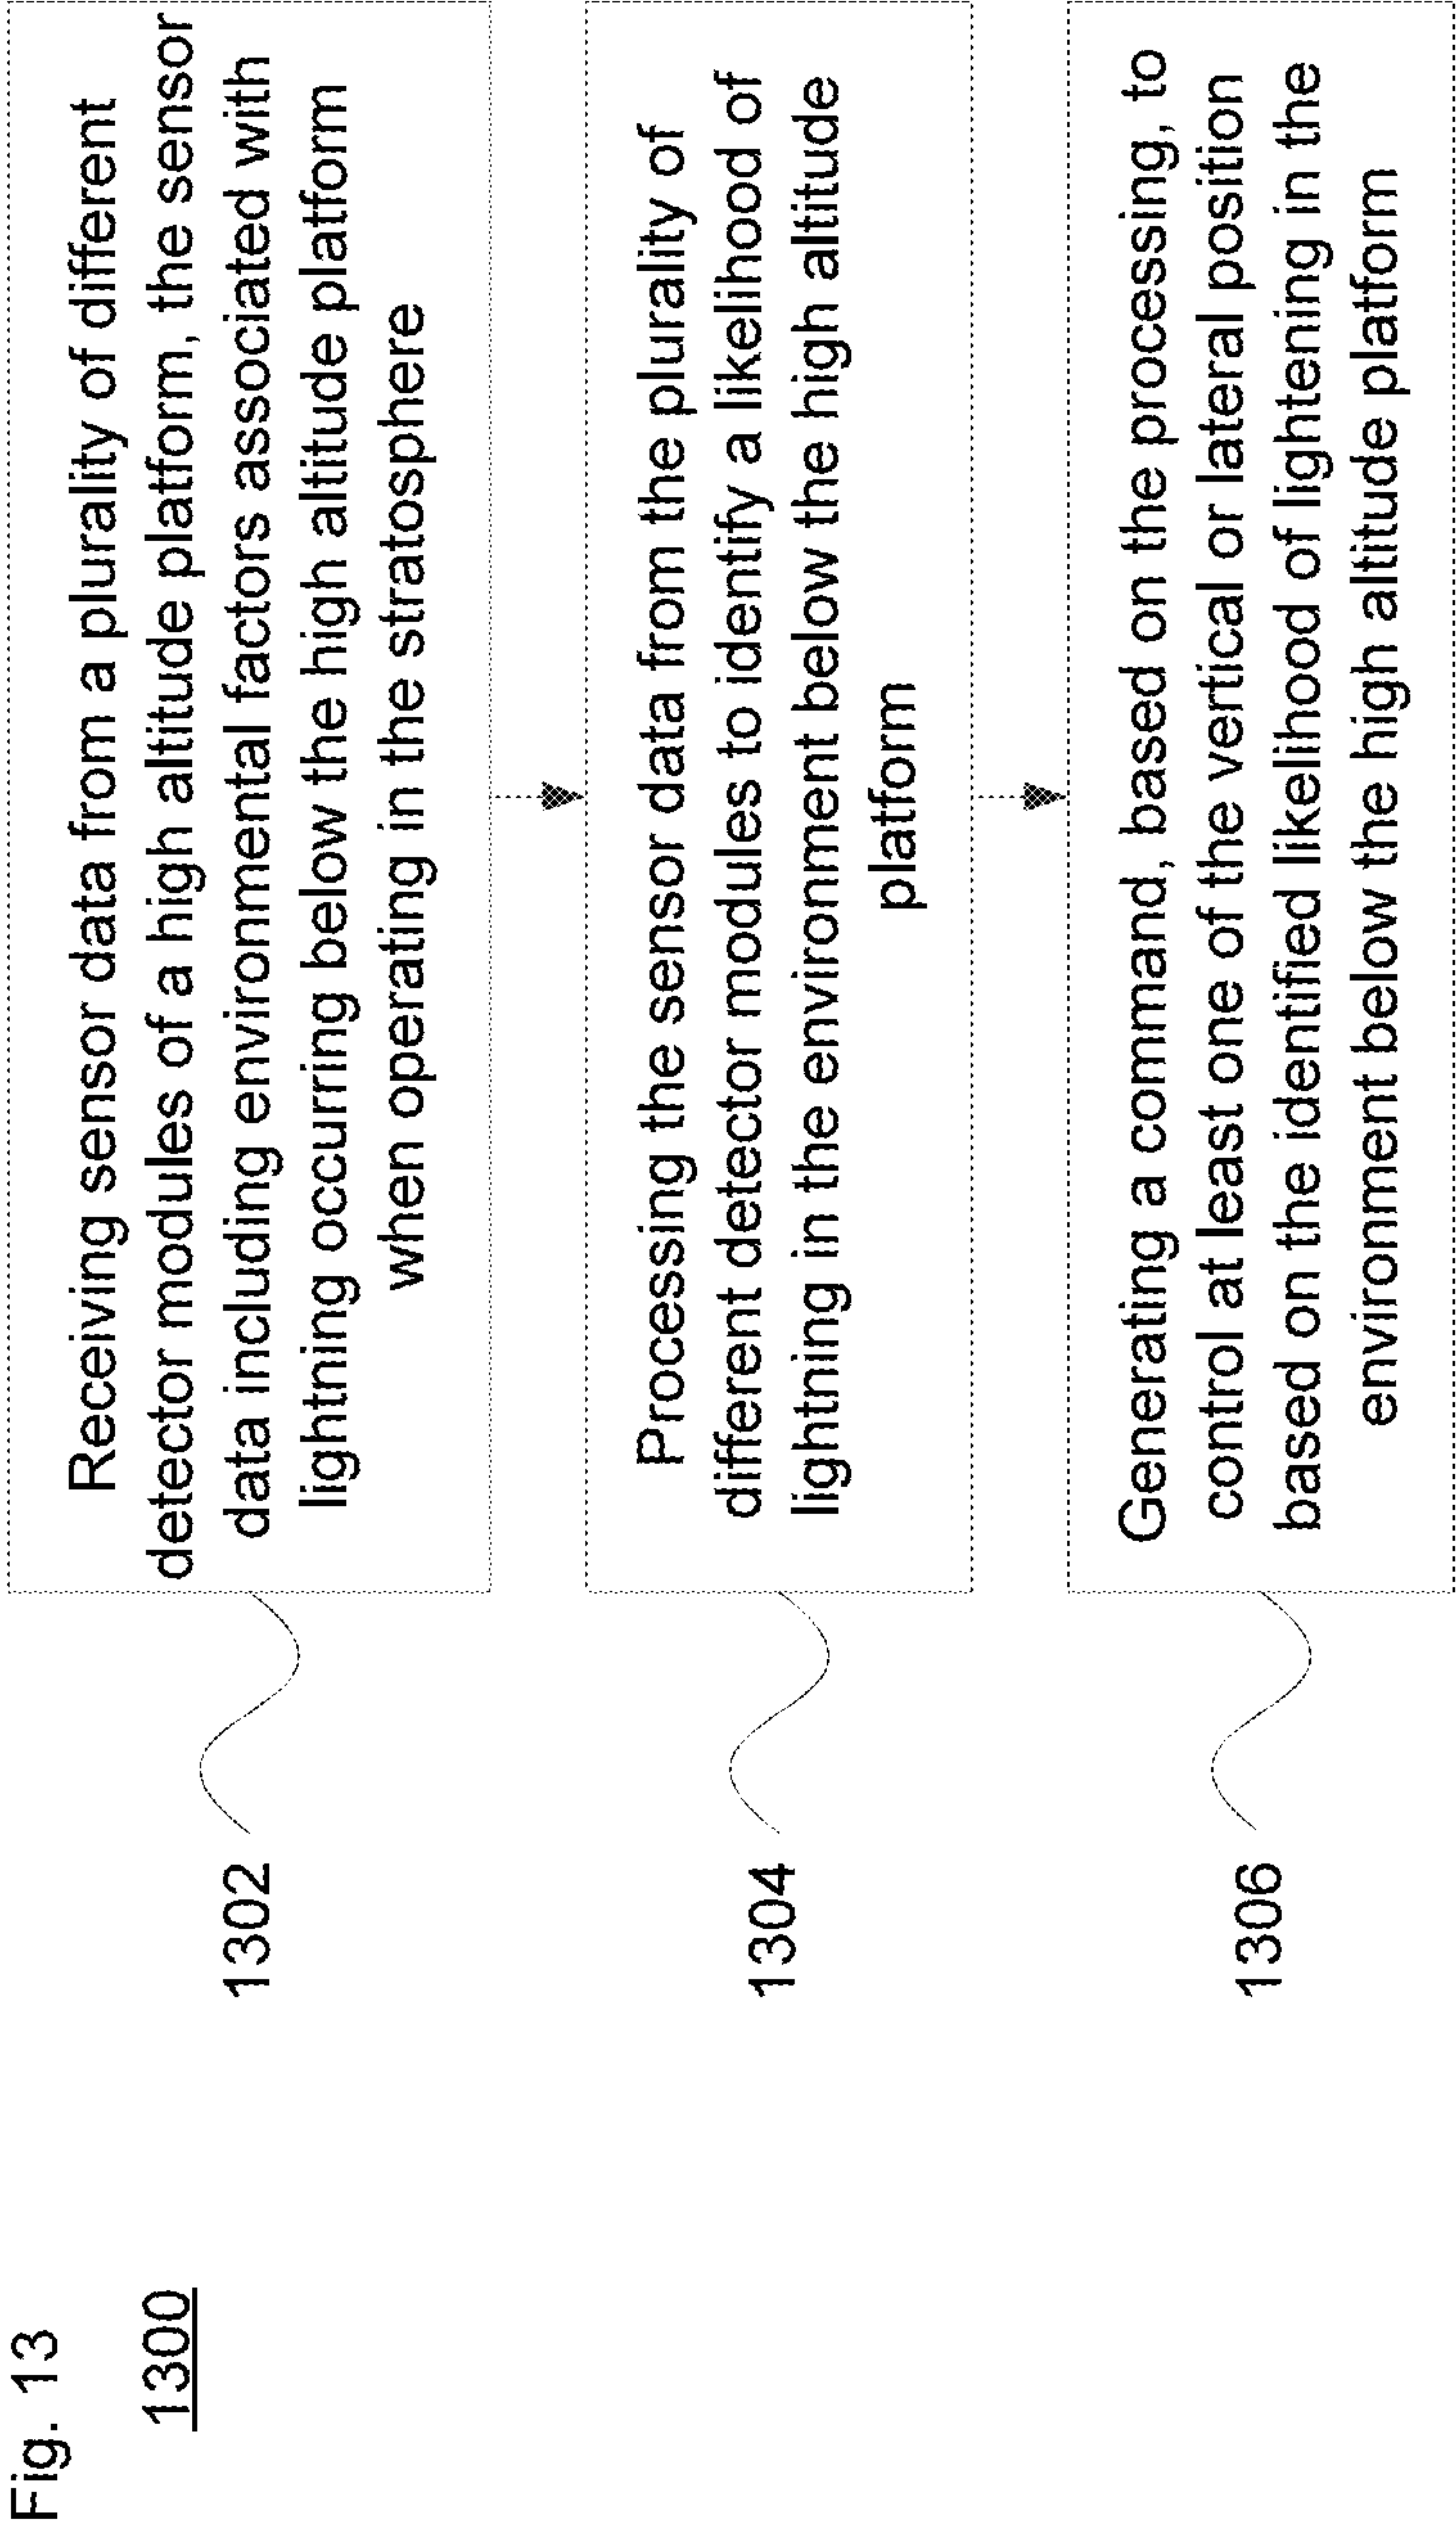 Fig. 13
1300
1302
Receiving sensor data from a plurality of different
detector modules of a high altitude platform, the sensor
data including environmental factors associated with
lightning occurring below the high altitude platform
when operating in the stratosphere
1304
Processing the sensor data from the plurality of
different detector modules to identify a likelihood of
lightning in the environment below the high altitude
platform
1306
Generating a command, based on the processing, to
control at least one of the vertical or lateral position
based on the identified likelihood of lightening in the
environment below the high altitude platform